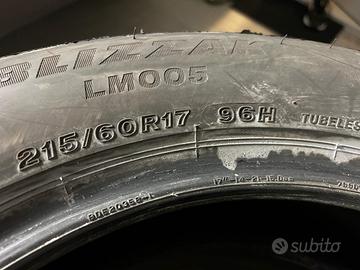 BLIZZAK
LM005
215/60R17 96H TUBELES
subito